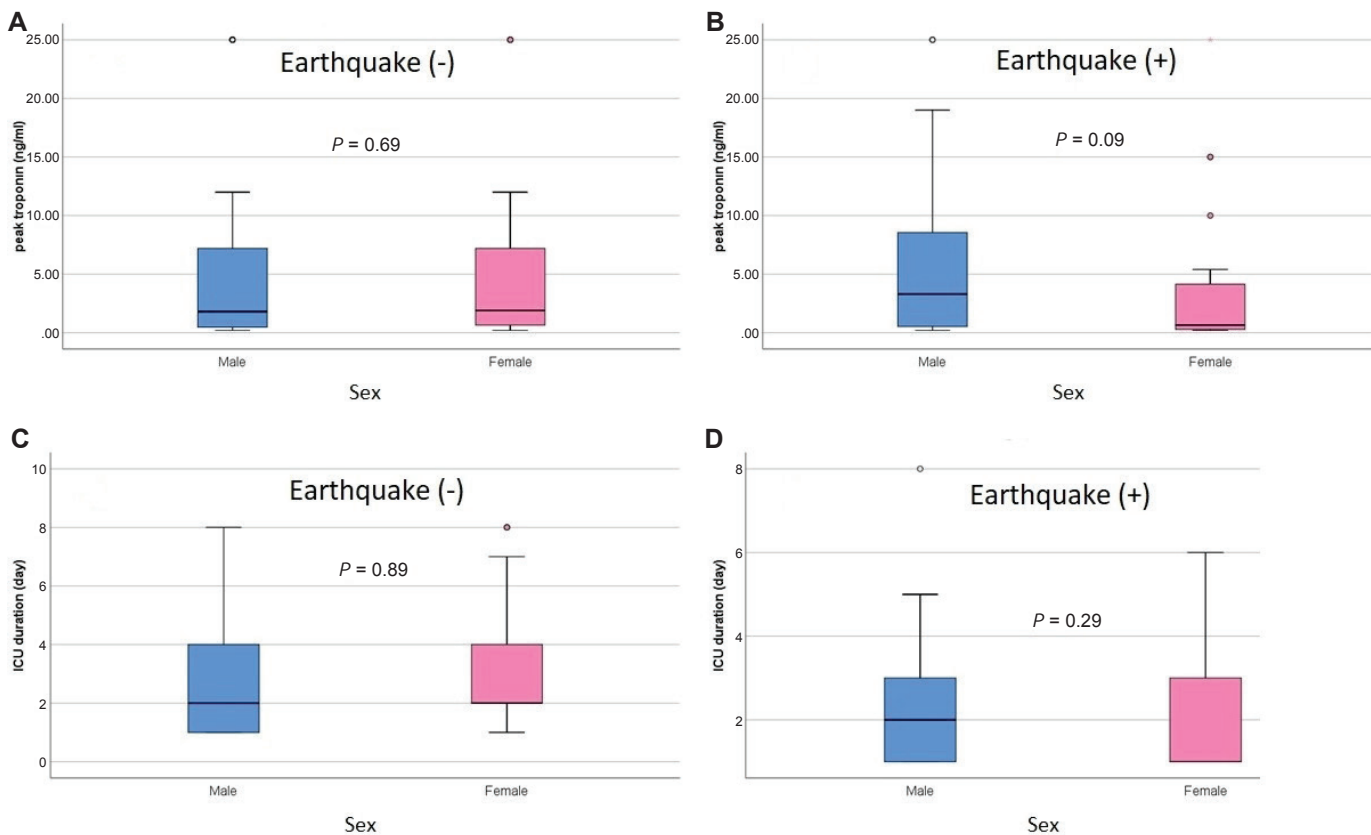 A
Earthquake (-)
P = 0.69
peak troponin (ng/ml)
25.00
20.00
15.00
10.00
5.00
.00
Male
Female
Sex
B
Earthquake (+)
P = 0.09
peak troponin (ng/ml)
25.00
20.00
15.00
10.00
5.00
.00
Male
Female
Sex
C
Earthquake (-)
P = 0.89
ICU duration (day)
10
8
6
4
2
0
Male
Female
Sex
D
Earthquake (+)
P = 0.29
ICU duration (day)
8
6
4
2
Male
Female
Sex